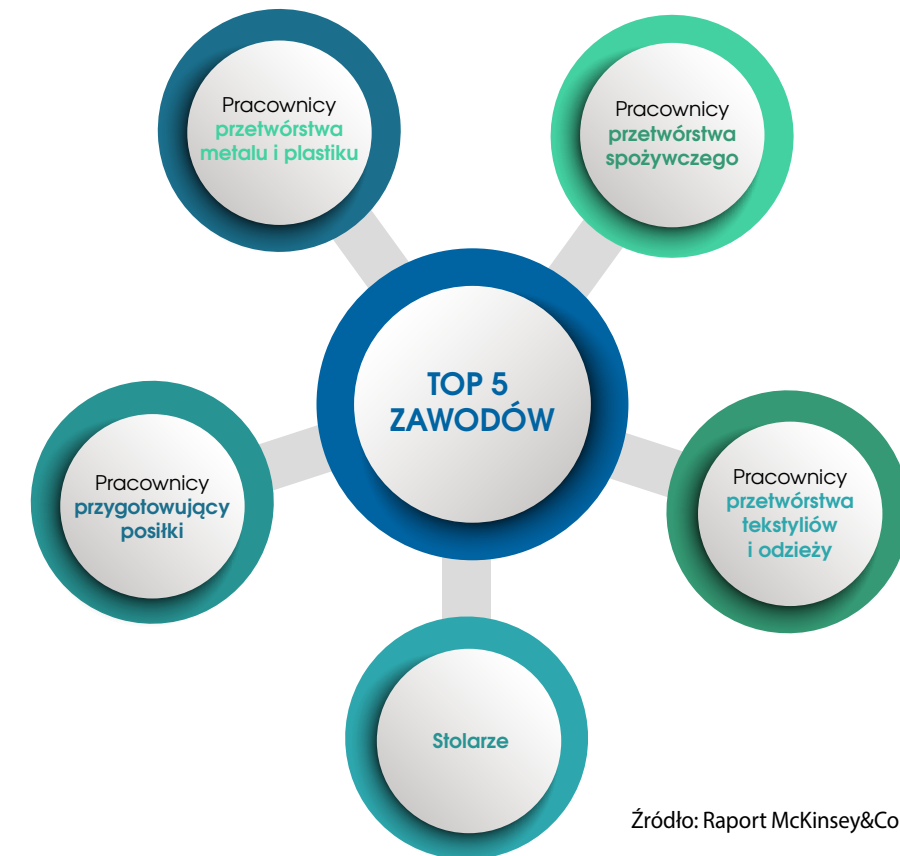 Pracownicy
przetwórstwa
metalu i plastiku
Pracownicy
przetwórstwa
spożywczego
TOP 5
ZAWODÓW
Pracownicy
przygotowujący
posiłki
Pracownicy
przetwórstwa
tekstyliów
i odzieży
Stolarze
Źródło: Raport McKinsey&Co